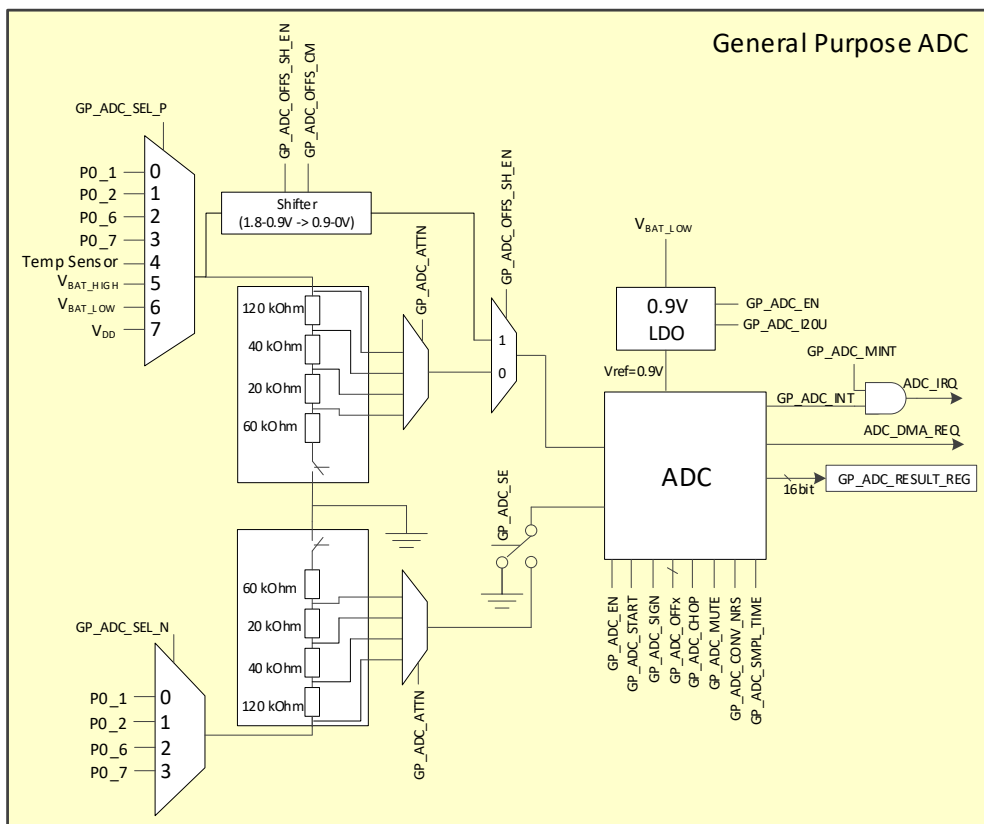 General Purpose ADC
GP_ADC_OFFS_SH_EN
GP_ADC_OFFS_CM
GP_ADC_SEL_P
P0_1
P0_2
P0_6
P0_7
Temp Sensor
VBAT_HIGH
VBAT_LOW
VDD
0
1
2
3
4
5
6
7
Shifter
(1.8-0.9V -> 0.9-0V)
GP_ADC_OFFS_SH_EN
1
0
GP_ADC_ATTN
120 kOhm
40 kOhm
20 kOhm
60 kOhm
VBAT_LOW
0.9V
LDO
GP_ADC_EN
GP_ADC_I20U
Vref=0.9V
GP_ADC_MINT
GP_ADC_INT
ADC_IRQ
ADC_DMA_REQ
ADC
16bit
GP_ADC_RESULT_REG
GP_ADC_SE
GP_ADC_EN
GP_ADC_START
GP_ADC_SIGN
GP_ADC_OFFx
GP_ADC_CHOP
GP_ADC_MUTE
GP_ADC_CONV_NRS
GP_ADC_SMPL_TIME
60 kOhm
20 kOhm
40 kOhm
120 kOhm
GP_ADC_ATTN
GP_ADC_SEL_N
P0_1
P0_2
P0_6
P0_7
0
1
2
3